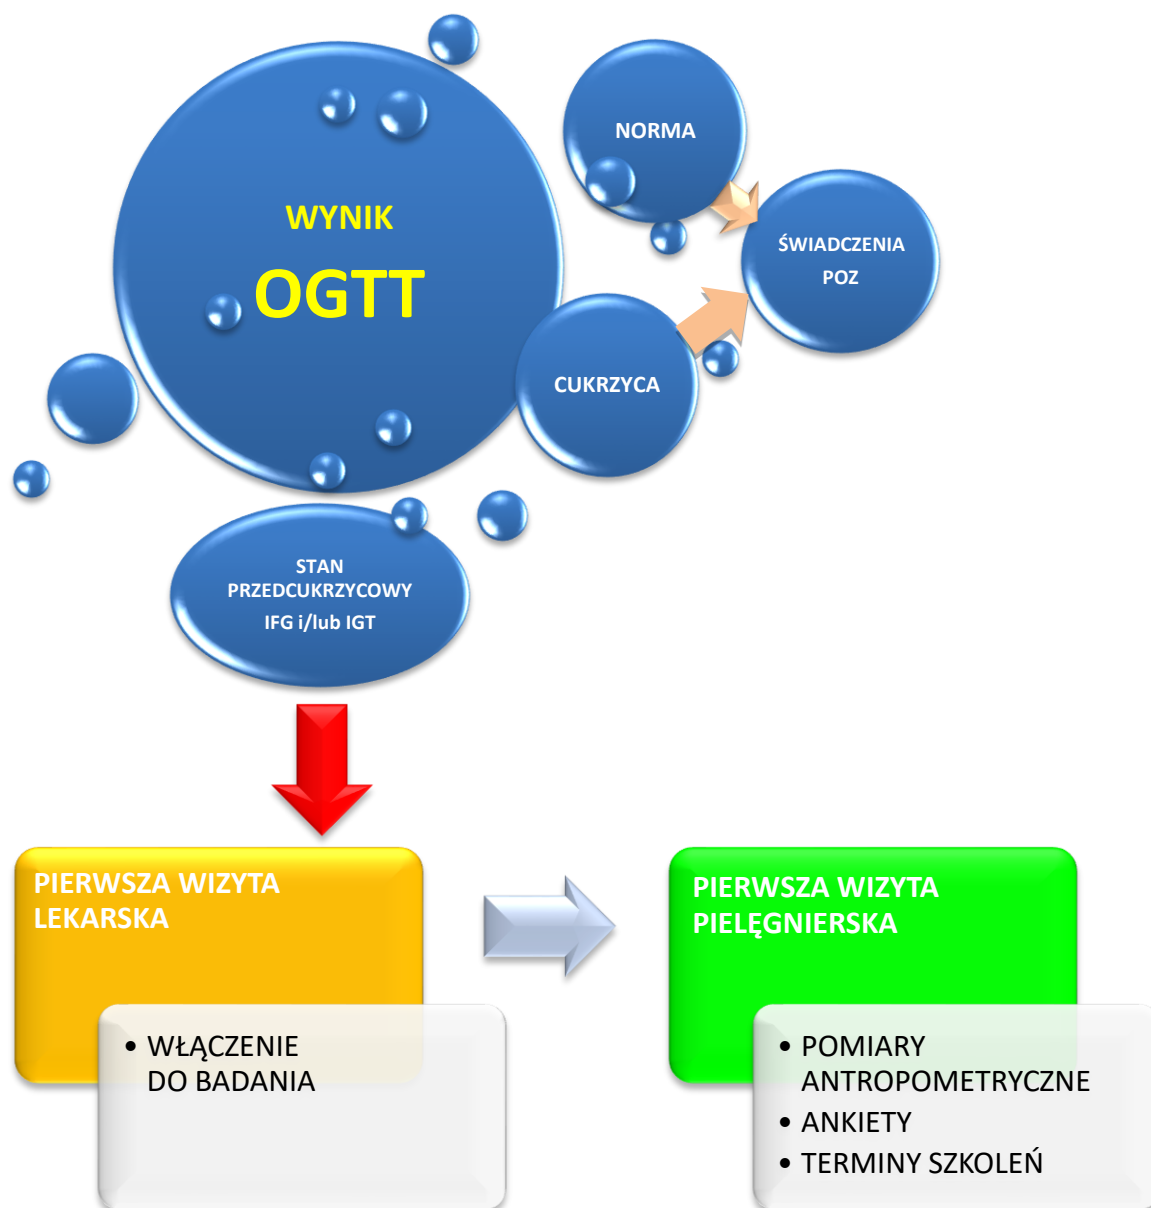 WYNIK
OGTT
NORMA
ŚWIADCZENIA
POZ
CUKRZYCA
STAN
PRZEDCUKRZYCOWY
IFG i/lub IGT
PIERWSZA WIZYTA
LEKARSKA
• WŁĄCZENIE
DO BADANIA
PIERWSZA WIZYTA
PIELĘGNIERSKA
• POMIARY
ANTROPOMETRYCZNE
• ANKIETY
• TERMINY SZKOLEŃ